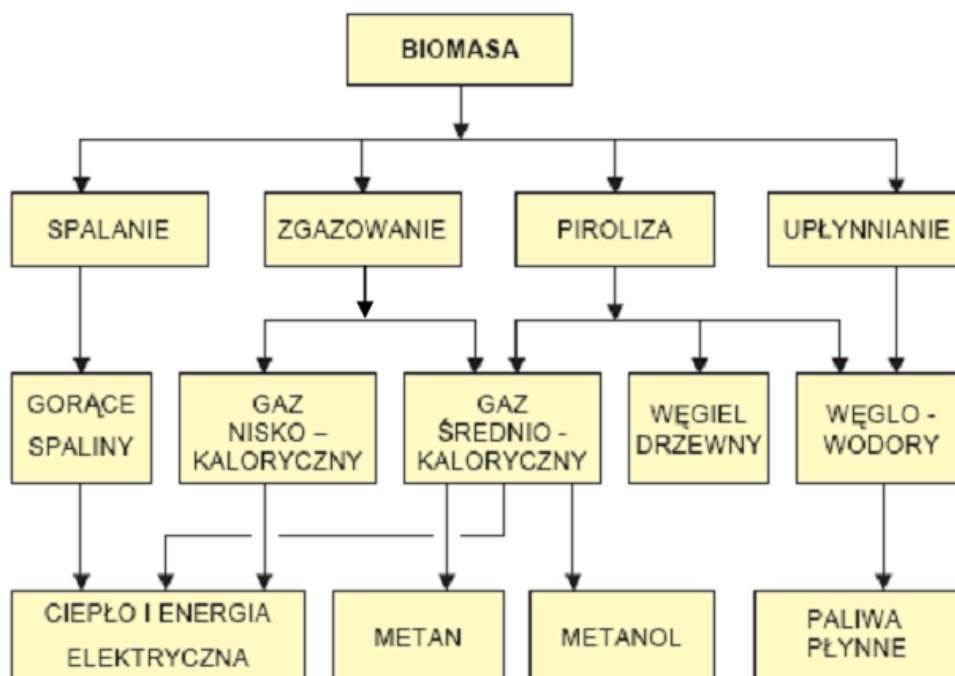 BIOMASA
SPALANIE
ZGAZOWANIE
PIROLIZA
UPŁYNNIANIE
GORĄCE
SPALINY
GAZ
NISKO –
KALORYCZNY
GAZ
ŚREDNIO -
KALORYCZNY
WĘGIEL
DRZEWNY
WĘGLO -
WODORY
CIEPŁO I ENERGIA
ELEKTRYCZNA
METAN
METANOL
PALIWA
PŁYNNE